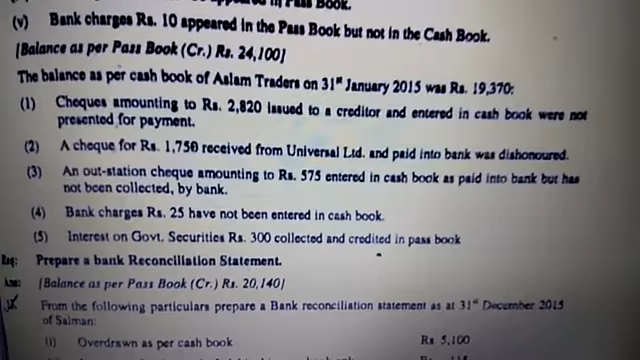 in Pass Book.
(v) Bank charges Rs. 10 appeared in the Pass Book but not in the Cash Book.
[Balance as per Pass Book (Cr.) Rs. 24,100]
The balance as per cash book of Aslam Traders on 31st January 2015 was Rs. 19,370:
(1) Cheques amounting to Rs. 2,820 issued to a creditor and entered in cash book were not
presented for payment.
(2) A cheque for Rs. 1,750 received from Universal Ltd. and paid into bank was dishonoured.
(3) An out-station cheque amounting to Rs. 575 entered in cash book as paid into bank but has
not been collected, by bank.
(4) Bank charges Rs. 25 have not been entered in cash book.
(5) Interest on Govt. Securities Rs. 300 collected and credited in pass book
Req: Prepare a bank Reconciliation Statement.
Ans: [Balance as per Pass Book (Cr.) Rs. 20,140]
From the following particulars prepare a Bank reconciliation statement as at 31st December 2015
of Salman:
(i) Overdrawn as per cash book Rs 5,100